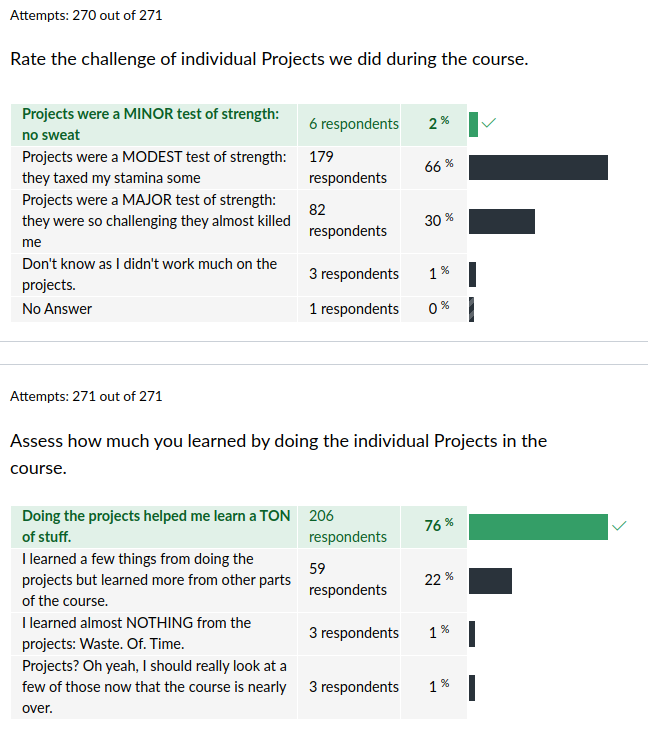 Attempts: 270 out of 271
Rate the challenge of individual Projects we did during the course.
Projects were a MINOR test of strength:
no sweat
6 respondents
2 %
Projects were a MODEST test of strength:
they taxed my stamina some
179
respondents
66 %
Projects were a MAJOR test of strength:
they were so challenging they almost killed
me
82
respondents
30 %
Don't know as I didn't work much on the
projects.
3 respondents
1 %
No Answer
1 respondents
0 %
Attempts: 271 out of 271
Assess how much you learned by doing the individual Projects in the
course.
Doing the projects helped me learn a TON
of stuff.
206
respondents
76 %
I learned a few things from doing the
projects but learned more from other parts
of the course.
59
respondents
22 %
I learned almost NOTHING from the
projects: Waste. Of. Time.
3 respondents
1 %
Projects? Oh yeah, I should really look at a
few of those now that the course is nearly
over.
3 respondents
1 %